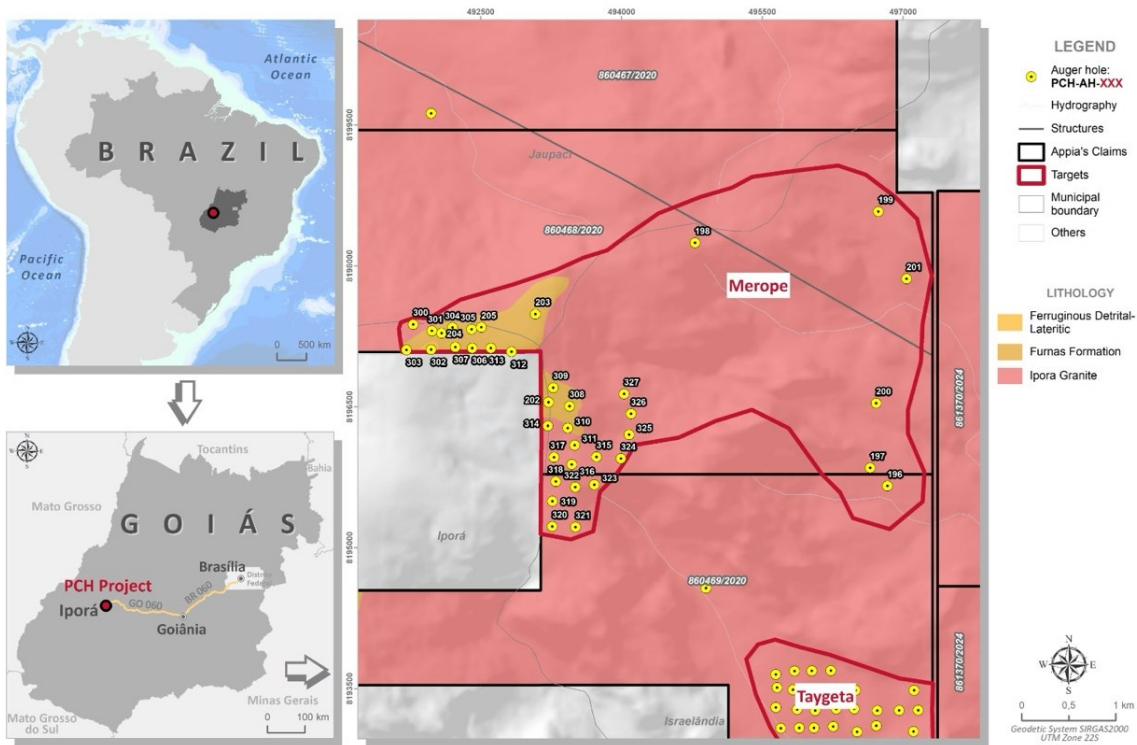 Atlantic
Ocean
BRAZIL
Pacific
Ocean
0 500 km
Tocantins
Bahia
Mato Grosso
GOIÁS
Brasília
Distrito
Federal
PCH Project
Iporá
GO 060
BR 060
Goiânia
Minas Gerais
Mato Grosso
do Sul
0 100 km
492500 494000 495500 497000
8199500
8198000
8196500
8195000
8193500
860467/2020
Jaupaci
860468/2020
199
198
201
Merope
203
300
301
304
305
205
204
303
302
307
306
313
312
309
202
308
327
326
314
310
325
311
317
315
324
318
316
322
323
319
320
321
200
197
196
861370/2024
Iporá
860469/2020
861370/2024
Taygeta
Israelândia
LEGEND
Auger hole:
PCH-AH-XXX
Hydrography
Structures
Appia's Claims
Targets
Municipal
boundary
Others
LITHOLOGY
Ferruginous Detrital-
Lateritic
Furnas Formation
Ipora Granite
N
W E
S
0 0,5 1 km
Geodetic System SIRGAS2000
UTM Zone 22S